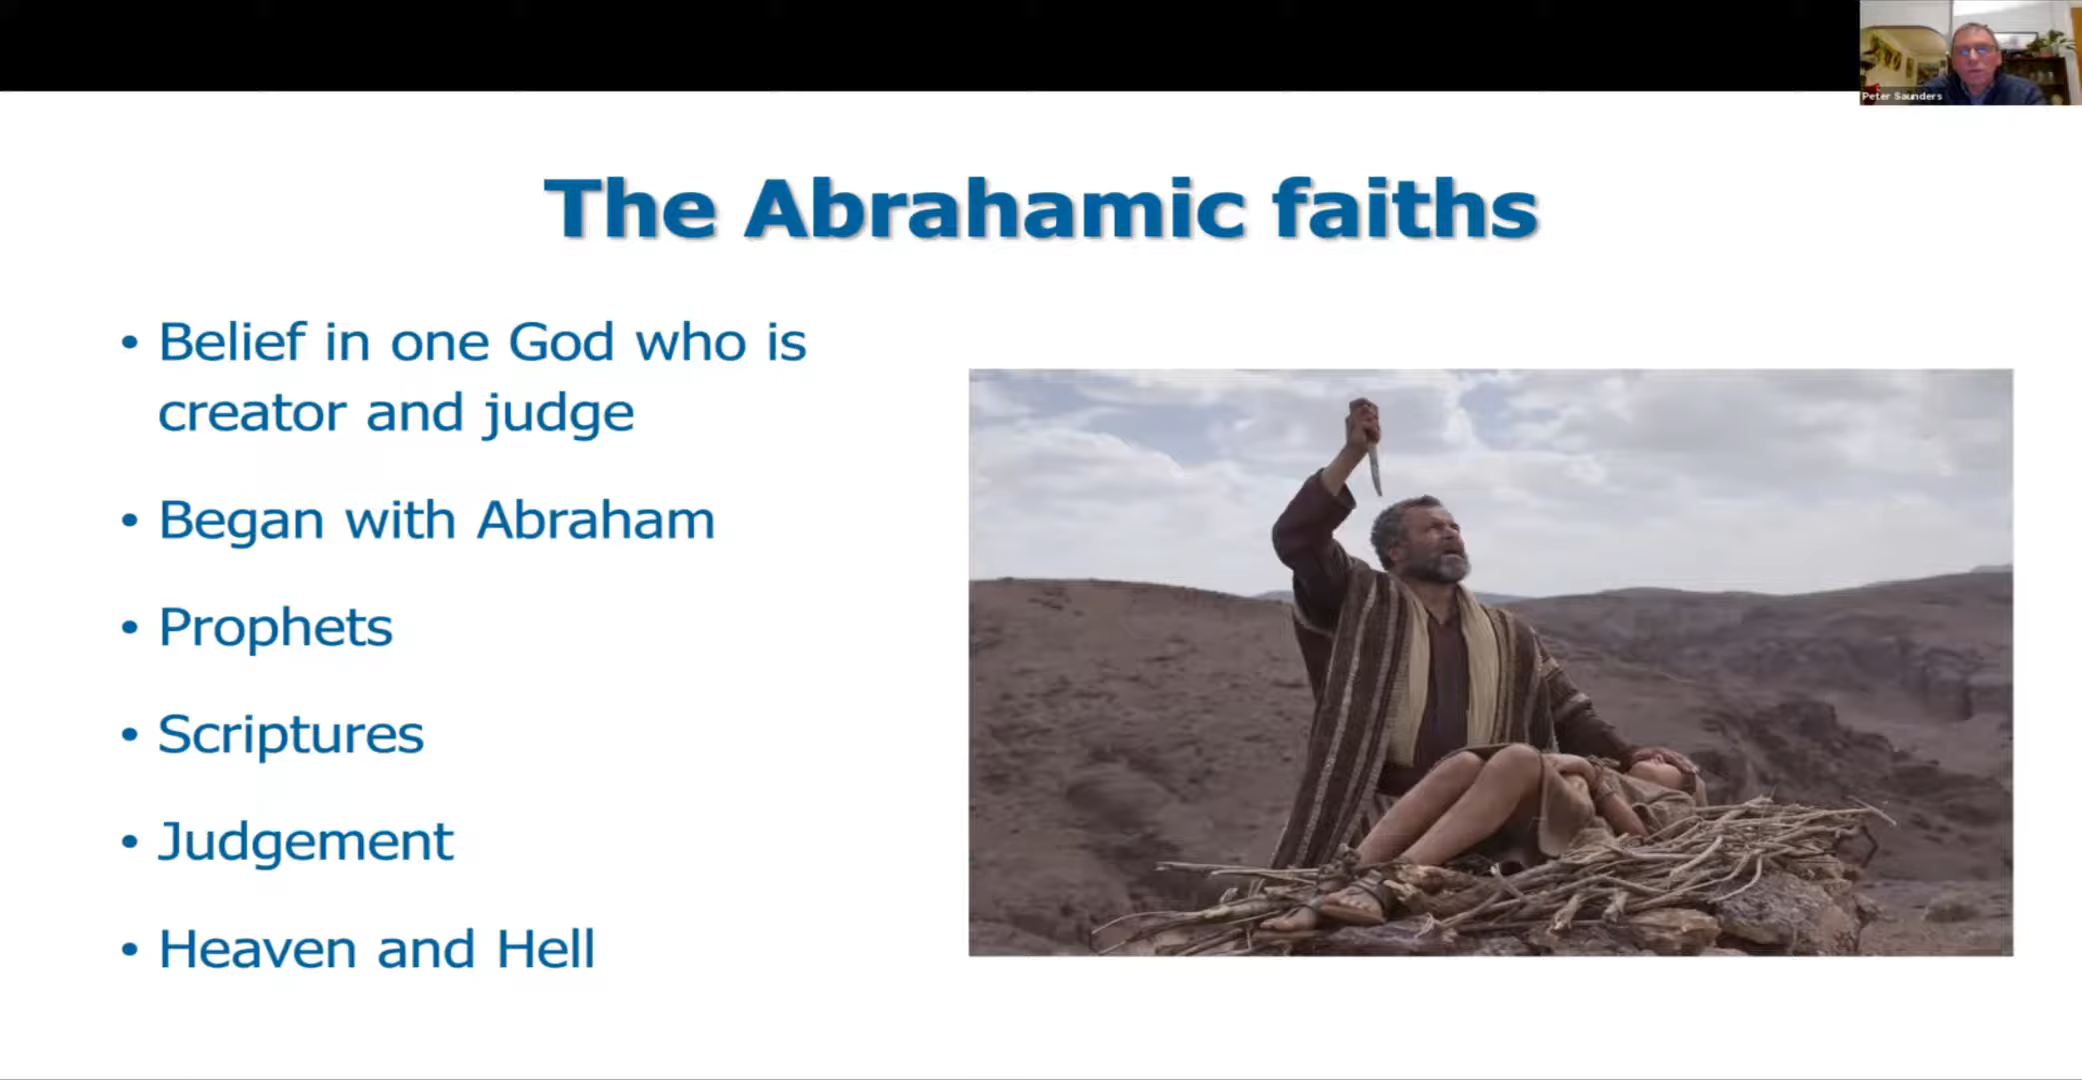 Peter Saunders
The Abrahamic faiths
• Belief in one God who is
creator and judge
• Began with Abraham
• Prophets
• Scriptures
• Judgement
• Heaven and Hell